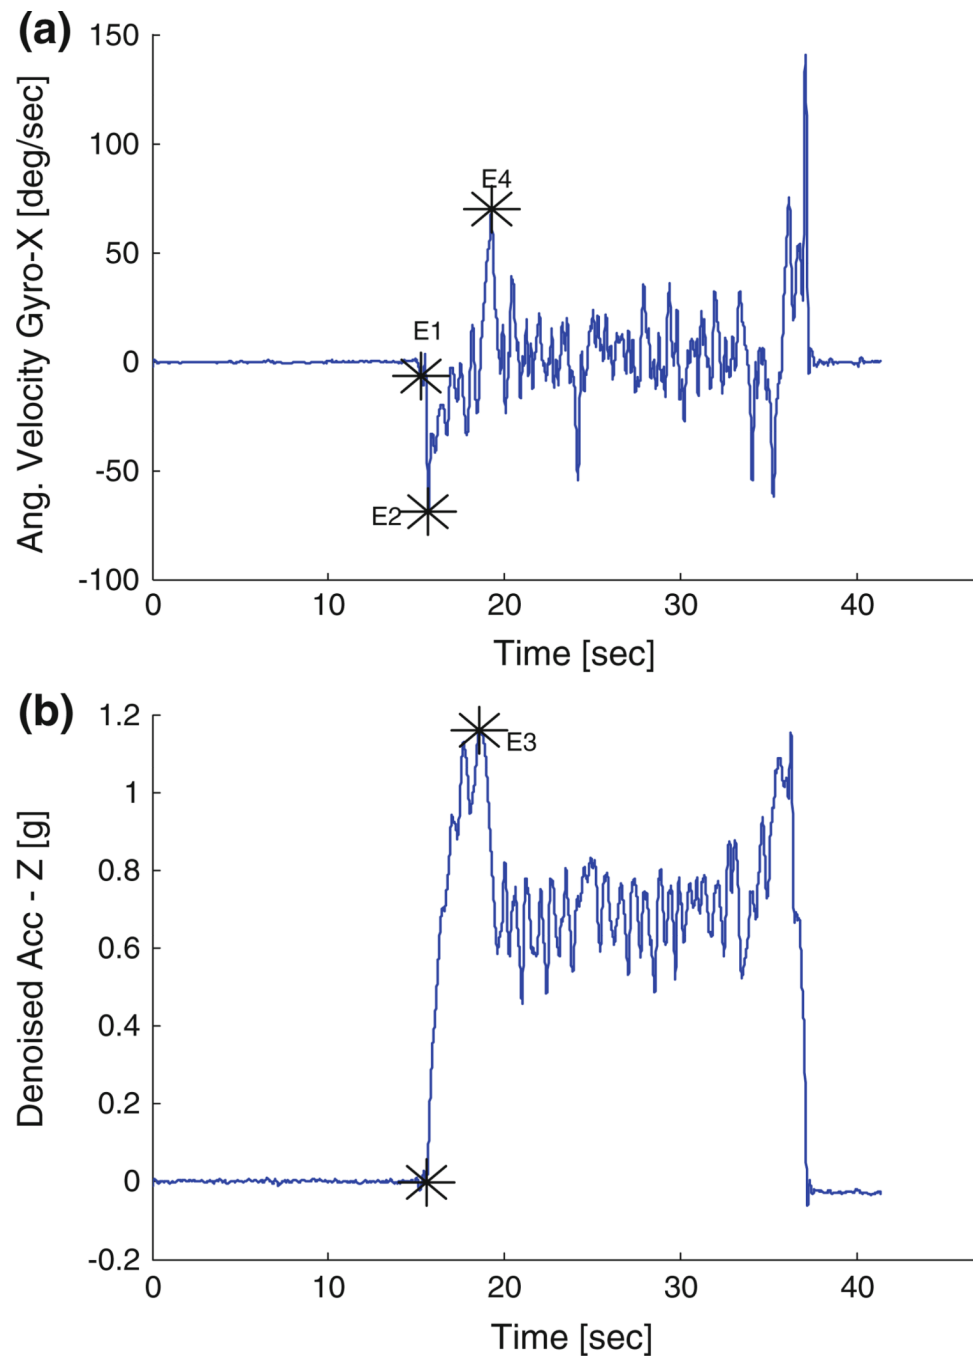 (a)
Ang. Velocity Gyro-X [deg/sec]
150
100
50
0
-50
-100
E4
E1
E2
0 10 20 30 40
Time [sec]
(b)
Denoised Acc - Z [g]
1.2
1
0.8
0.6
0.4
0.2
0
-0.2
E3
0 10 20 30 40
Time [sec]